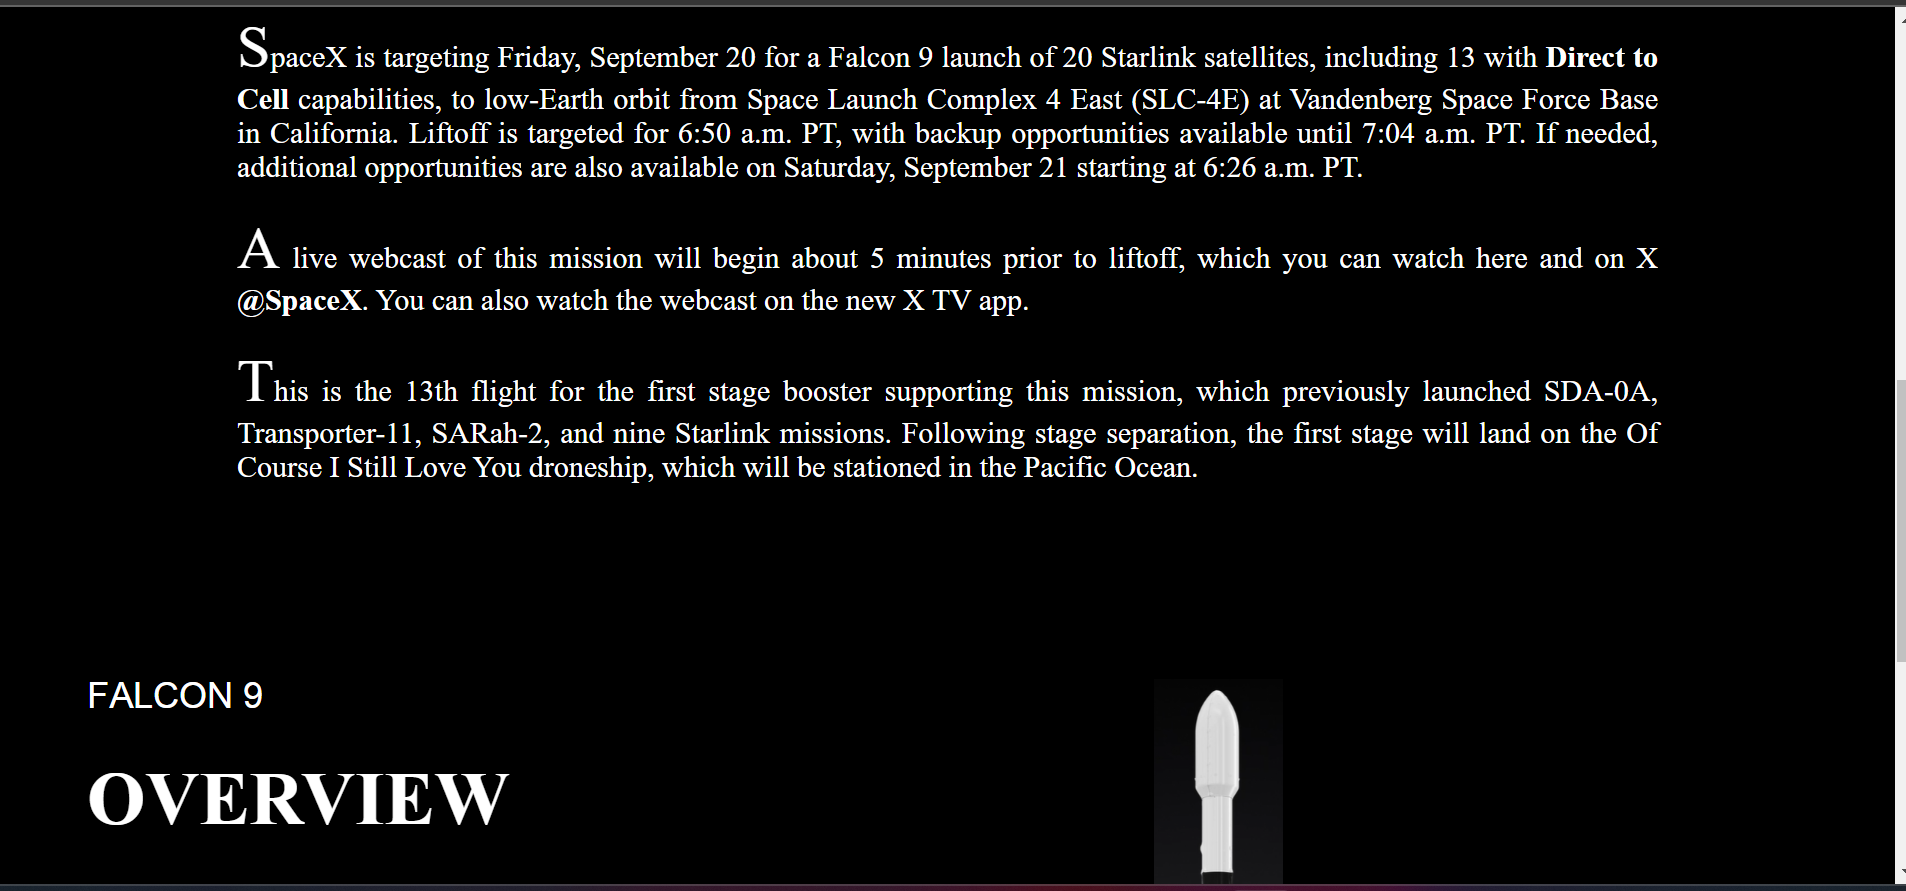 SpaceX is targeting Friday, September 20 for a Falcon 9 launch of 20 Starlink satellites, including 13 with Direct to
Cell capabilities, to low-Earth orbit from Space Launch Complex 4 East (SLC-4E) at Vandenberg Space Force Base
in California. Liftoff is targeted for 6:50 a.m. PT, with backup opportunities available until 7:04 a.m. PT. If needed,
additional opportunities are also available on Saturday, September 21 starting at 6:26 a.m. PT.
A live webcast of this mission will begin about 5 minutes prior to liftoff, which you can watch here and on X
@SpaceX. You can also watch the webcast on the new X TV app.
This is the 13th flight for the first stage booster supporting this mission, which previously launched SDA-0A,
Transporter-11, SARah-2, and nine Starlink missions. Following stage separation, the first stage will land on the Of
Course I Still Love You droneship, which will be stationed in the Pacific Ocean.
FALCON 9
OVERVIEW